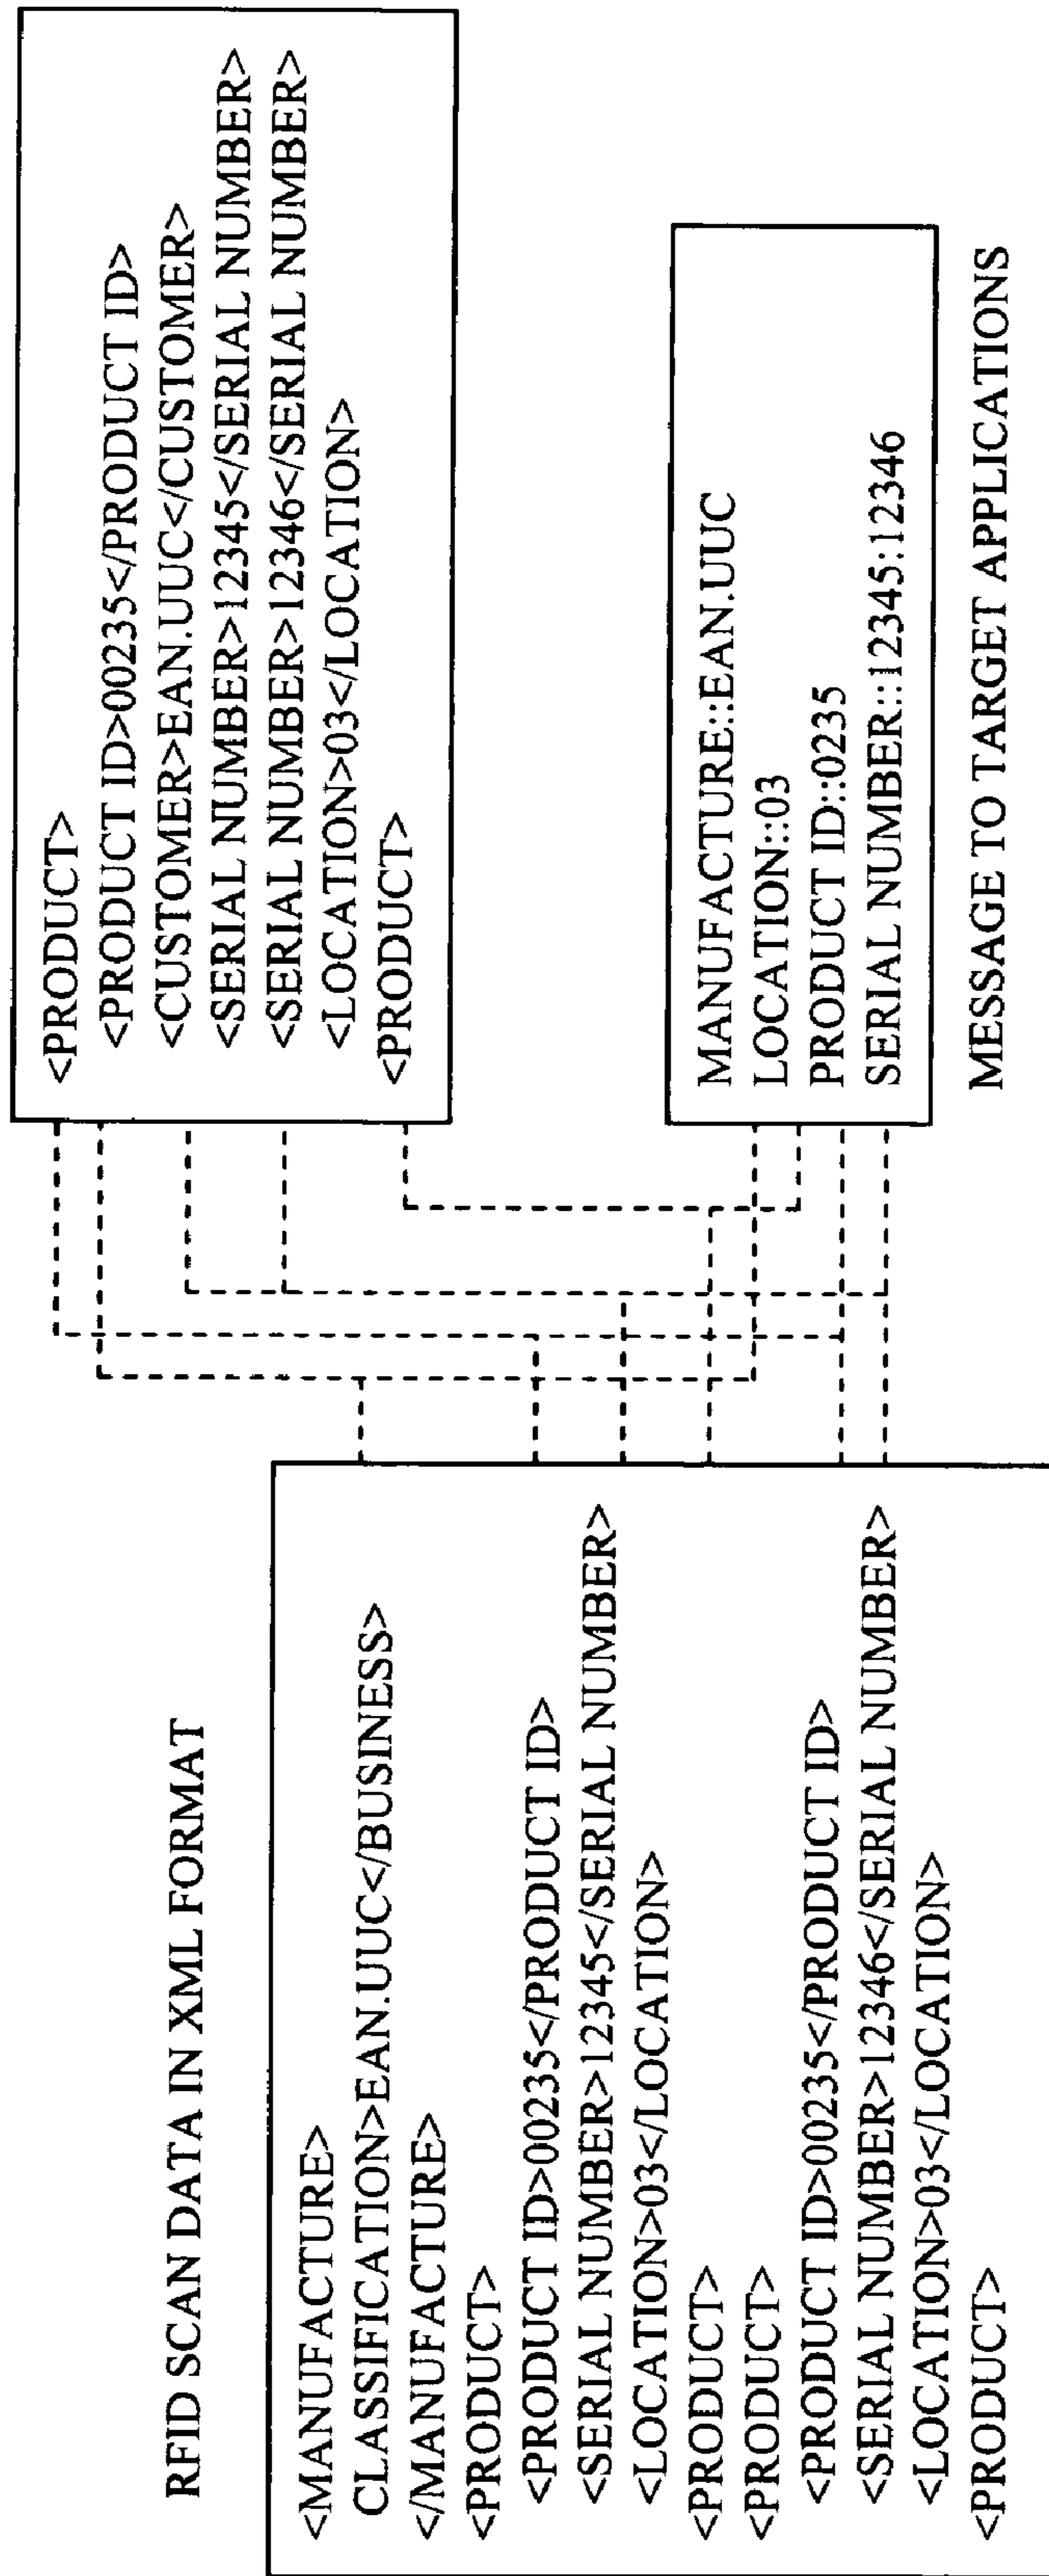 RFID SCAN DATA IN XML FORMAT
<MANUFACTURE>
CLASSIFICATION>EAN.UUC</BUSINESS>
</MANUFACTURE>
<PRODUCT>
<PRODUCT ID>00235</PRODUCT ID>
<SERIAL NUMBER>12345</SERIAL NUMBER>
<LOCATION>03</LOCATION>
<PRODUCT>
<PRODUCT>
<PRODUCT ID>00235</PRODUCT ID>
<SERIAL NUMBER>12346</SERIAL NUMBER>
<LOCATION>03</LOCATION>
<PRODUCT>
<PRODUCT>
<PRODUCT ID>00235</PRODUCT ID>
<CUSTOMER>EAN.UUC</CUSTOMER>
<SERIAL NUMBER>12345</SERIAL NUMBER>
<SERIAL NUMBER>12346</SERIAL NUMBER>
<LOCATION>03</LOCATION>
<PRODUCT>
MANUFACTURE::EAN.UUC
LOCATION::03
PRODUCT ID::0235
SERIAL NUMBER::12345:12346
MESSAGE TO TARGET APPLICATIONS